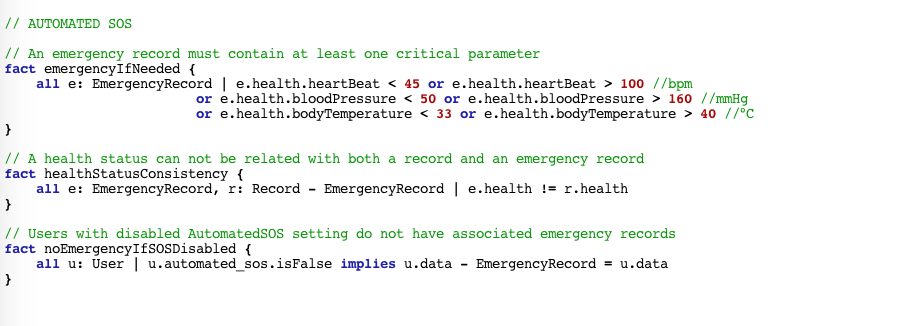 // AUTOMATED SOS
// An emergency record must contain at least one critical parameter
fact emergencyIfNeeded {
    all e: EmergencyRecord | e.health.heartBeat < 45 or e.health.heartBeat > 100 //bpm
                        or e.health.bloodPressure < 50 or e.health.bloodPressure > 160 //mmHg
                        or e.health.bodyTemperature < 33 or e.health.bodyTemperature > 40 //°C
}
// A health status can not be related with both a record and an emergency record
fact healthStatusConsistency {
    all e: EmergencyRecord, r: Record – EmergencyRecord | e.health != r.health
}
// Users with disabled AutomatedSOS setting do not have associated emergency records
fact noEmergencyIfSOSDisabled {
    all u: User | u.automated_sos.isFalse implies u.data – EmergencyRecord = u.data
}